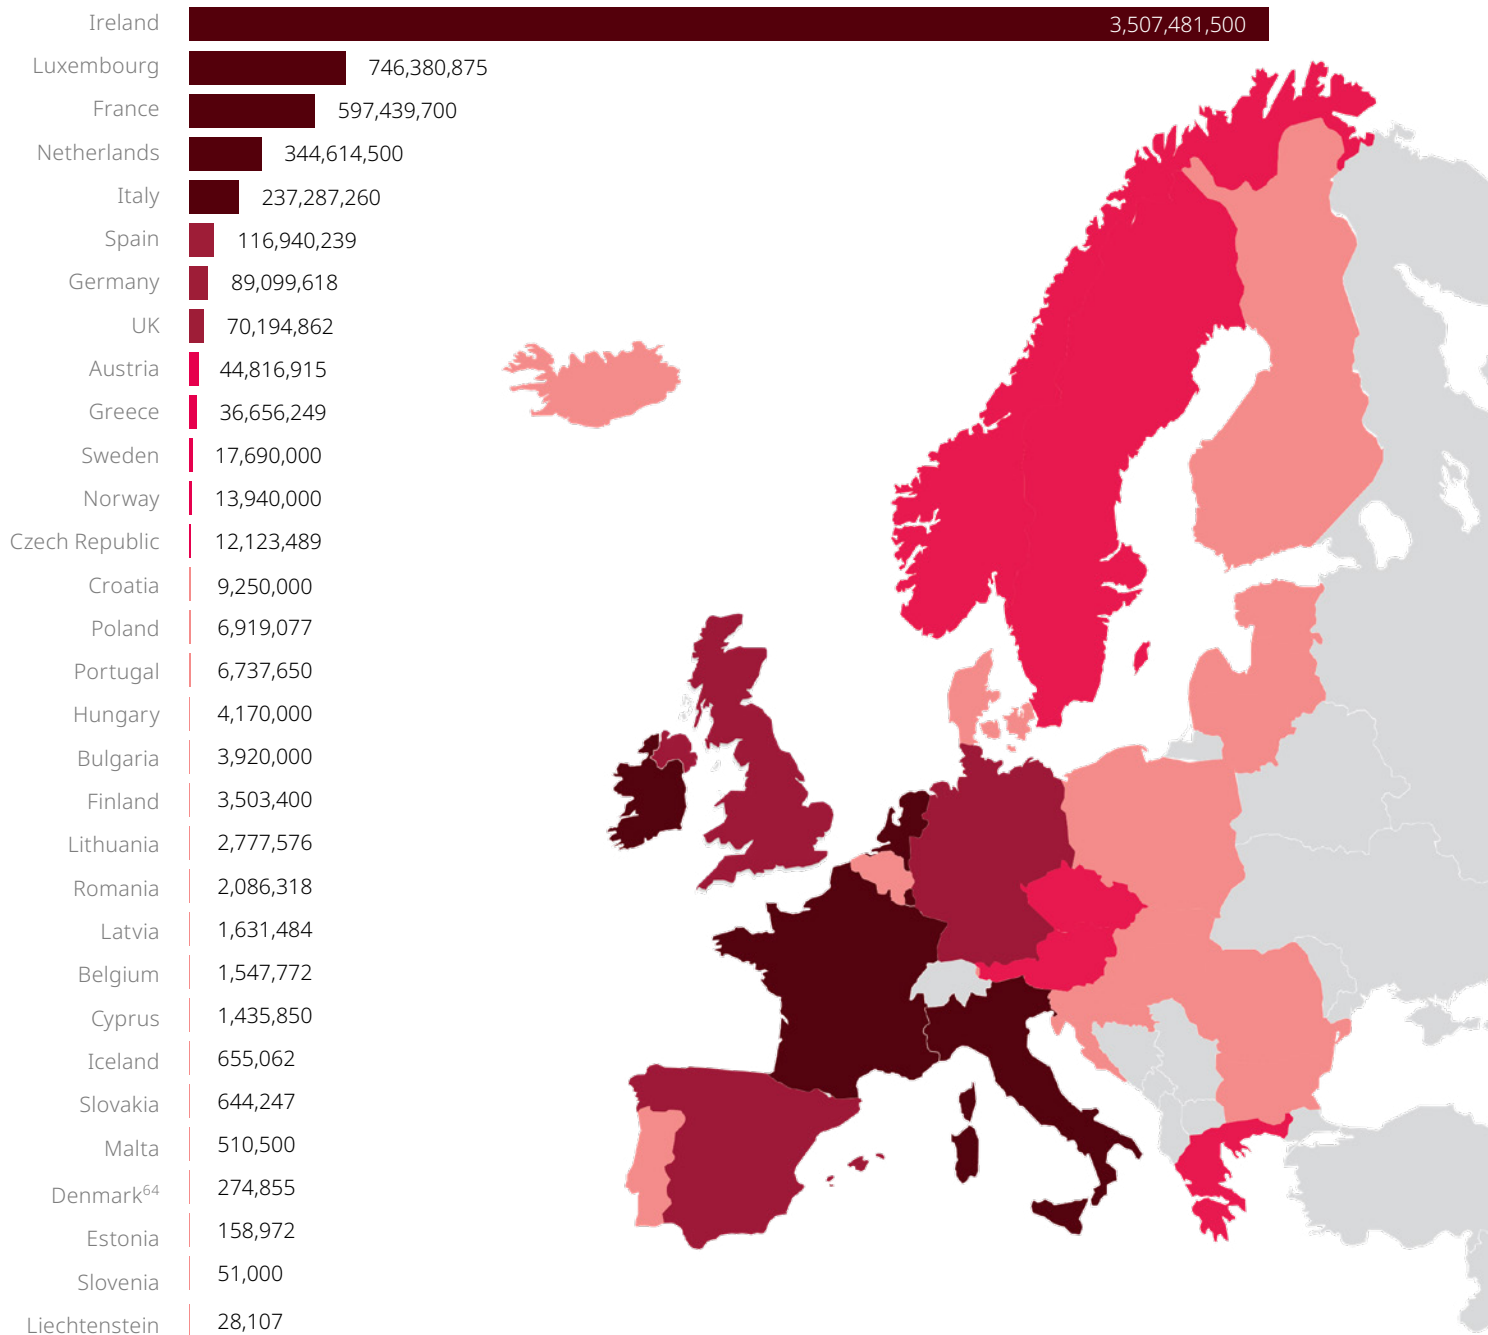 Ireland 3,507,481,500
Luxembourg 746,380,875
France 597,439,700
Netherlands 344,614,500
Italy 237,287,260
Spain 116,940,239
Germany 89,099,618
UK 70,194,862
Austria 44,816,915
Greece 36,656,249
Sweden 17,690,000
Norway 13,940,000
Czech Republic 12,123,489
Croatia 9,250,000
Poland 6,919,077
Portugal 6,737,650
Hungary 4,170,000
Bulgaria 3,920,000
Finland 3,503,400
Lithuania 2,777,576
Romania 2,086,318
Latvia 1,631,484
Belgium 1,547,772
Cyprus 1,435,850
Iceland 655,062
Slovakia 644,247
Malta 510,500
Denmark⁶⁴ 274,855
Estonia 158,972
Slovenia 51,000
Liechtenstein 28,107